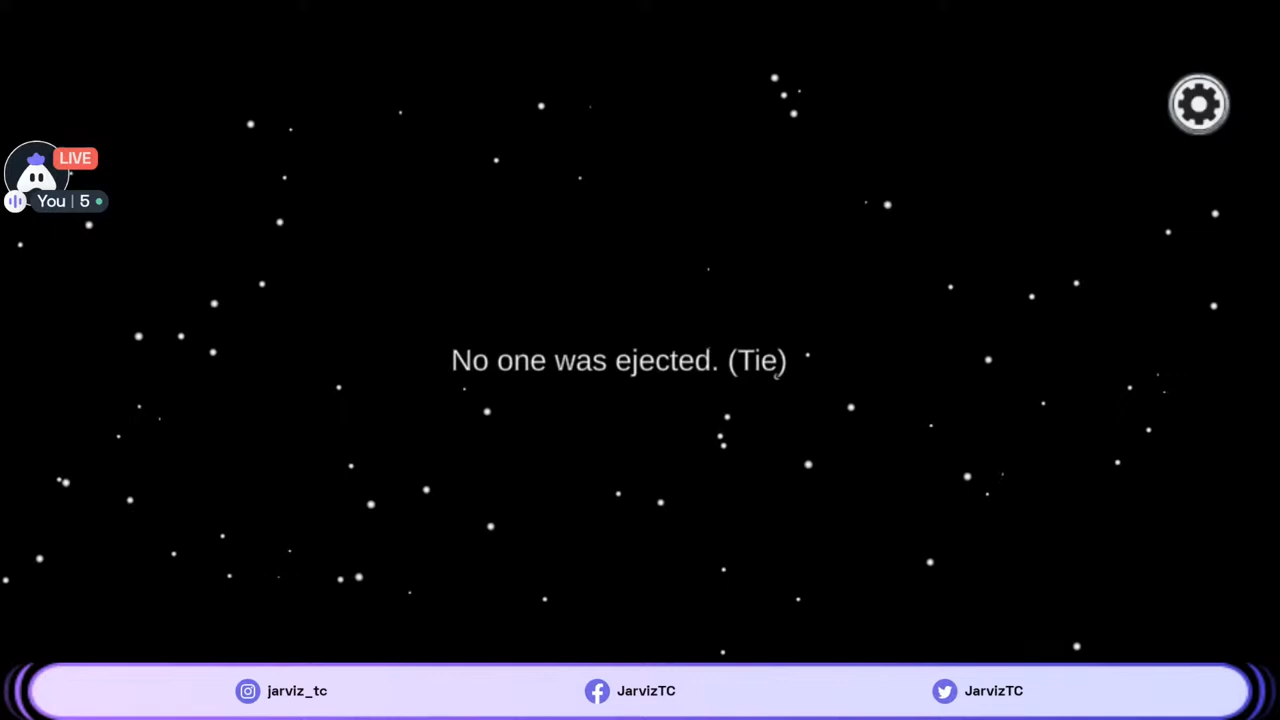 LIVE
You | 5
No one was ejected. (Tie)
jarviz_tc
JarvizTC
JarvizTC